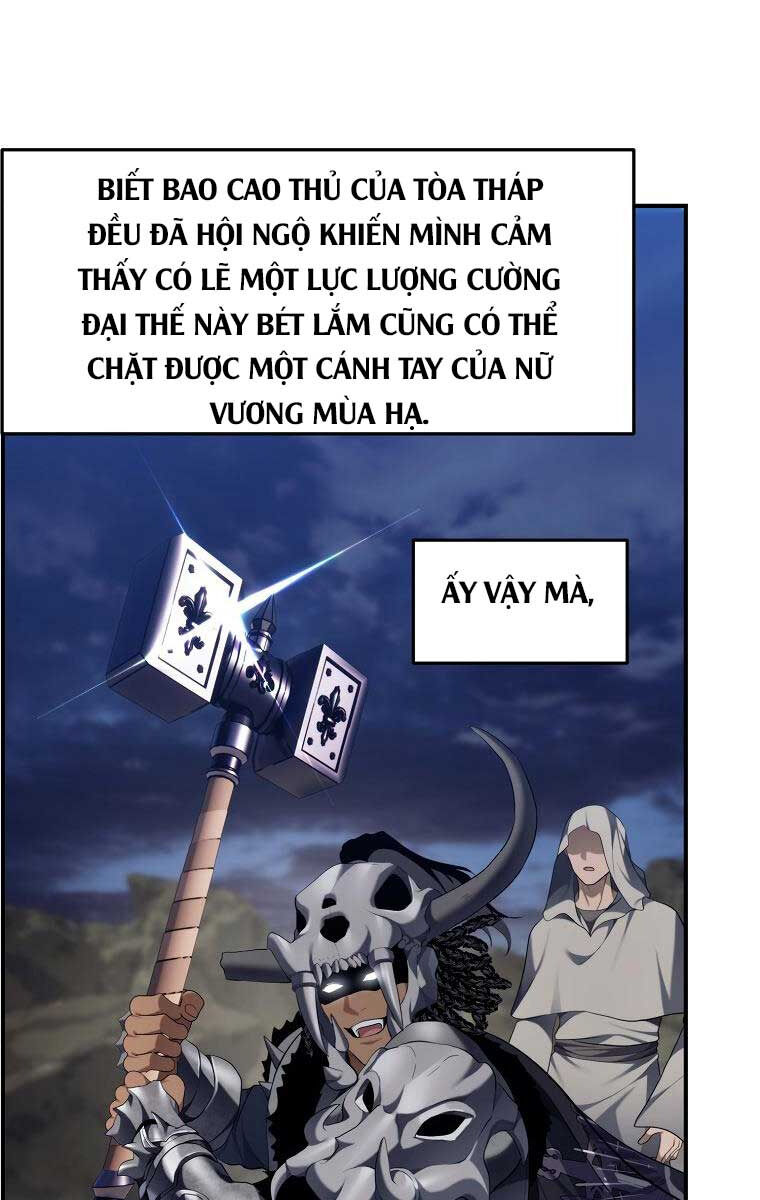 BIẾT BAO CAO THỦ CỦA TÒA THÁP
ĐỀU ĐÃ HỘI NGỘ KHIẾN MÌNH CẢM
THẤY CÓ LẼ MỘT LỰC LƯỢNG CƯỜNG
ĐẠI THẾ NÀY BÉT LẮM CŨNG CÓ THỂ
CHẶT ĐƯỢC MỘT CÁNH TAY CỦA NỮ
VƯƠNG MÙA HẠ.
ẤY VẬY MÀ,